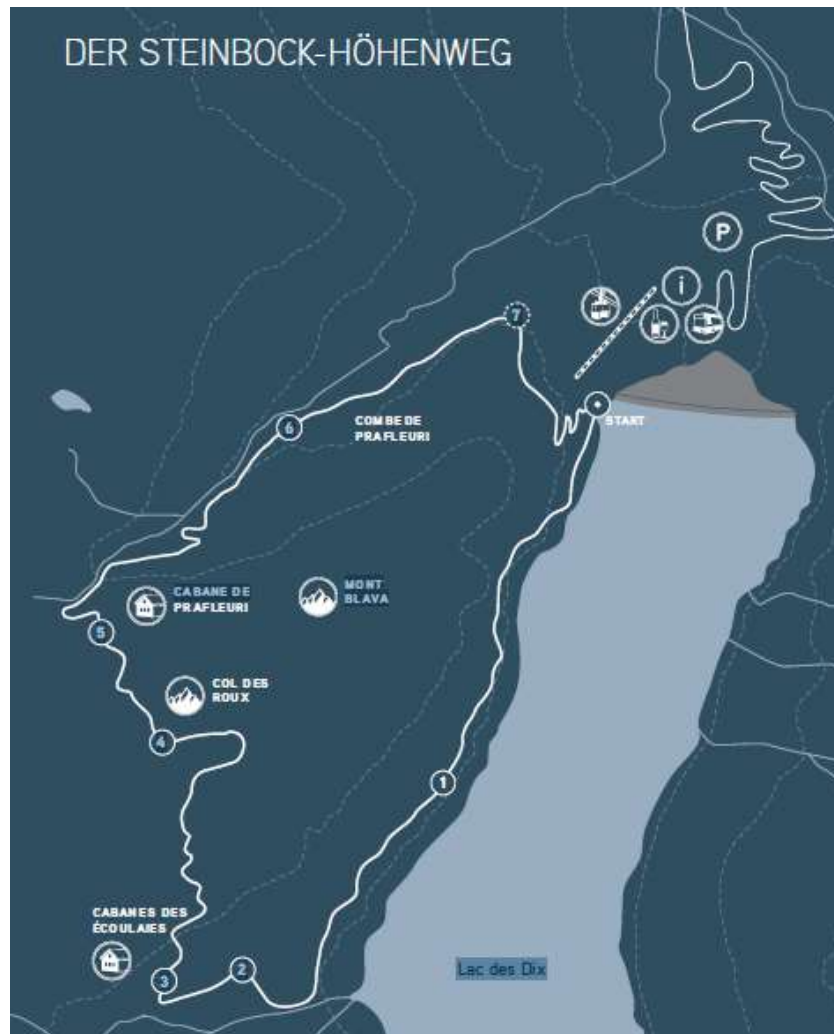 DER STEINBOCK-HÖHENWEG
P
i
7
START
6
COMBE DE
PRAFLEURI
CABANE DE
PRAFLEURI
MONT
BLAVA
5
COL DES
ROUX
4
1
CABANES DES
ÉCOULAIES
2
3
Lac des Dix